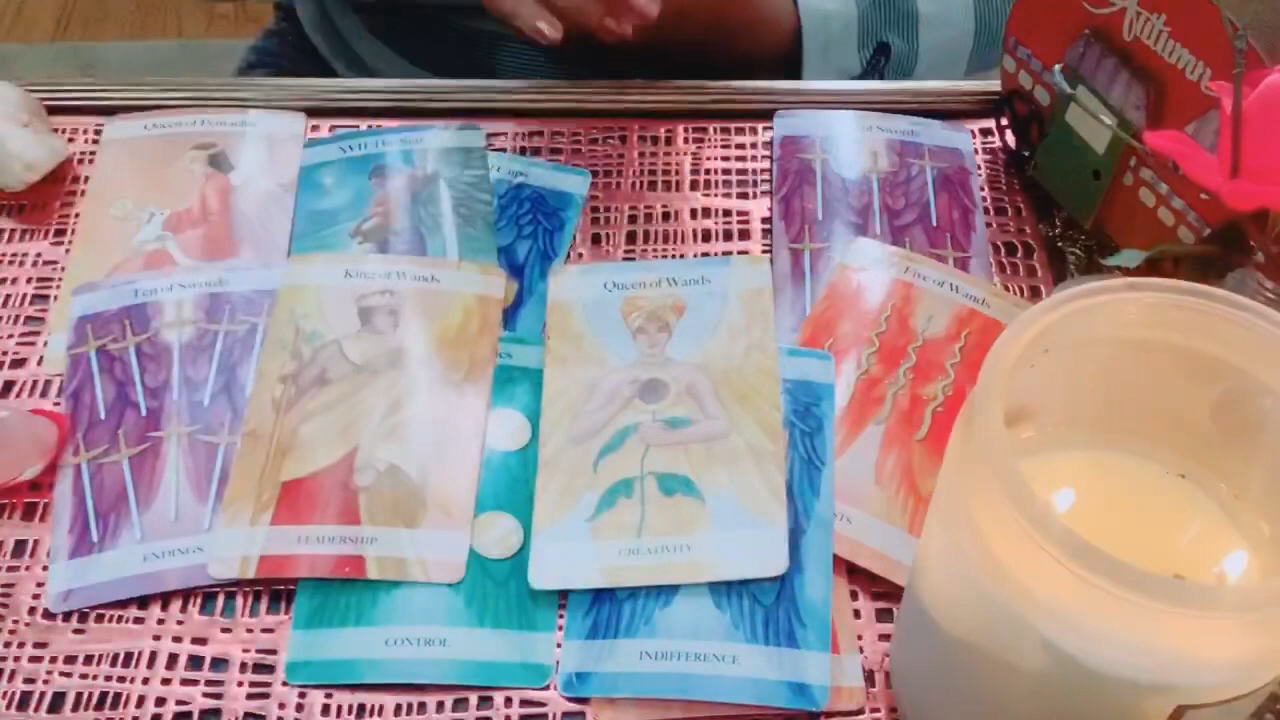 Queen of Pentacles
XVII The Star
Cups
of Swords
Autumn
Ten of Swords
King of Wands
Queen of Wands
Five of Wands
ENDINGS
LEADERSHIP
CREATIVITY
CONTROL
INDIFFERENCE